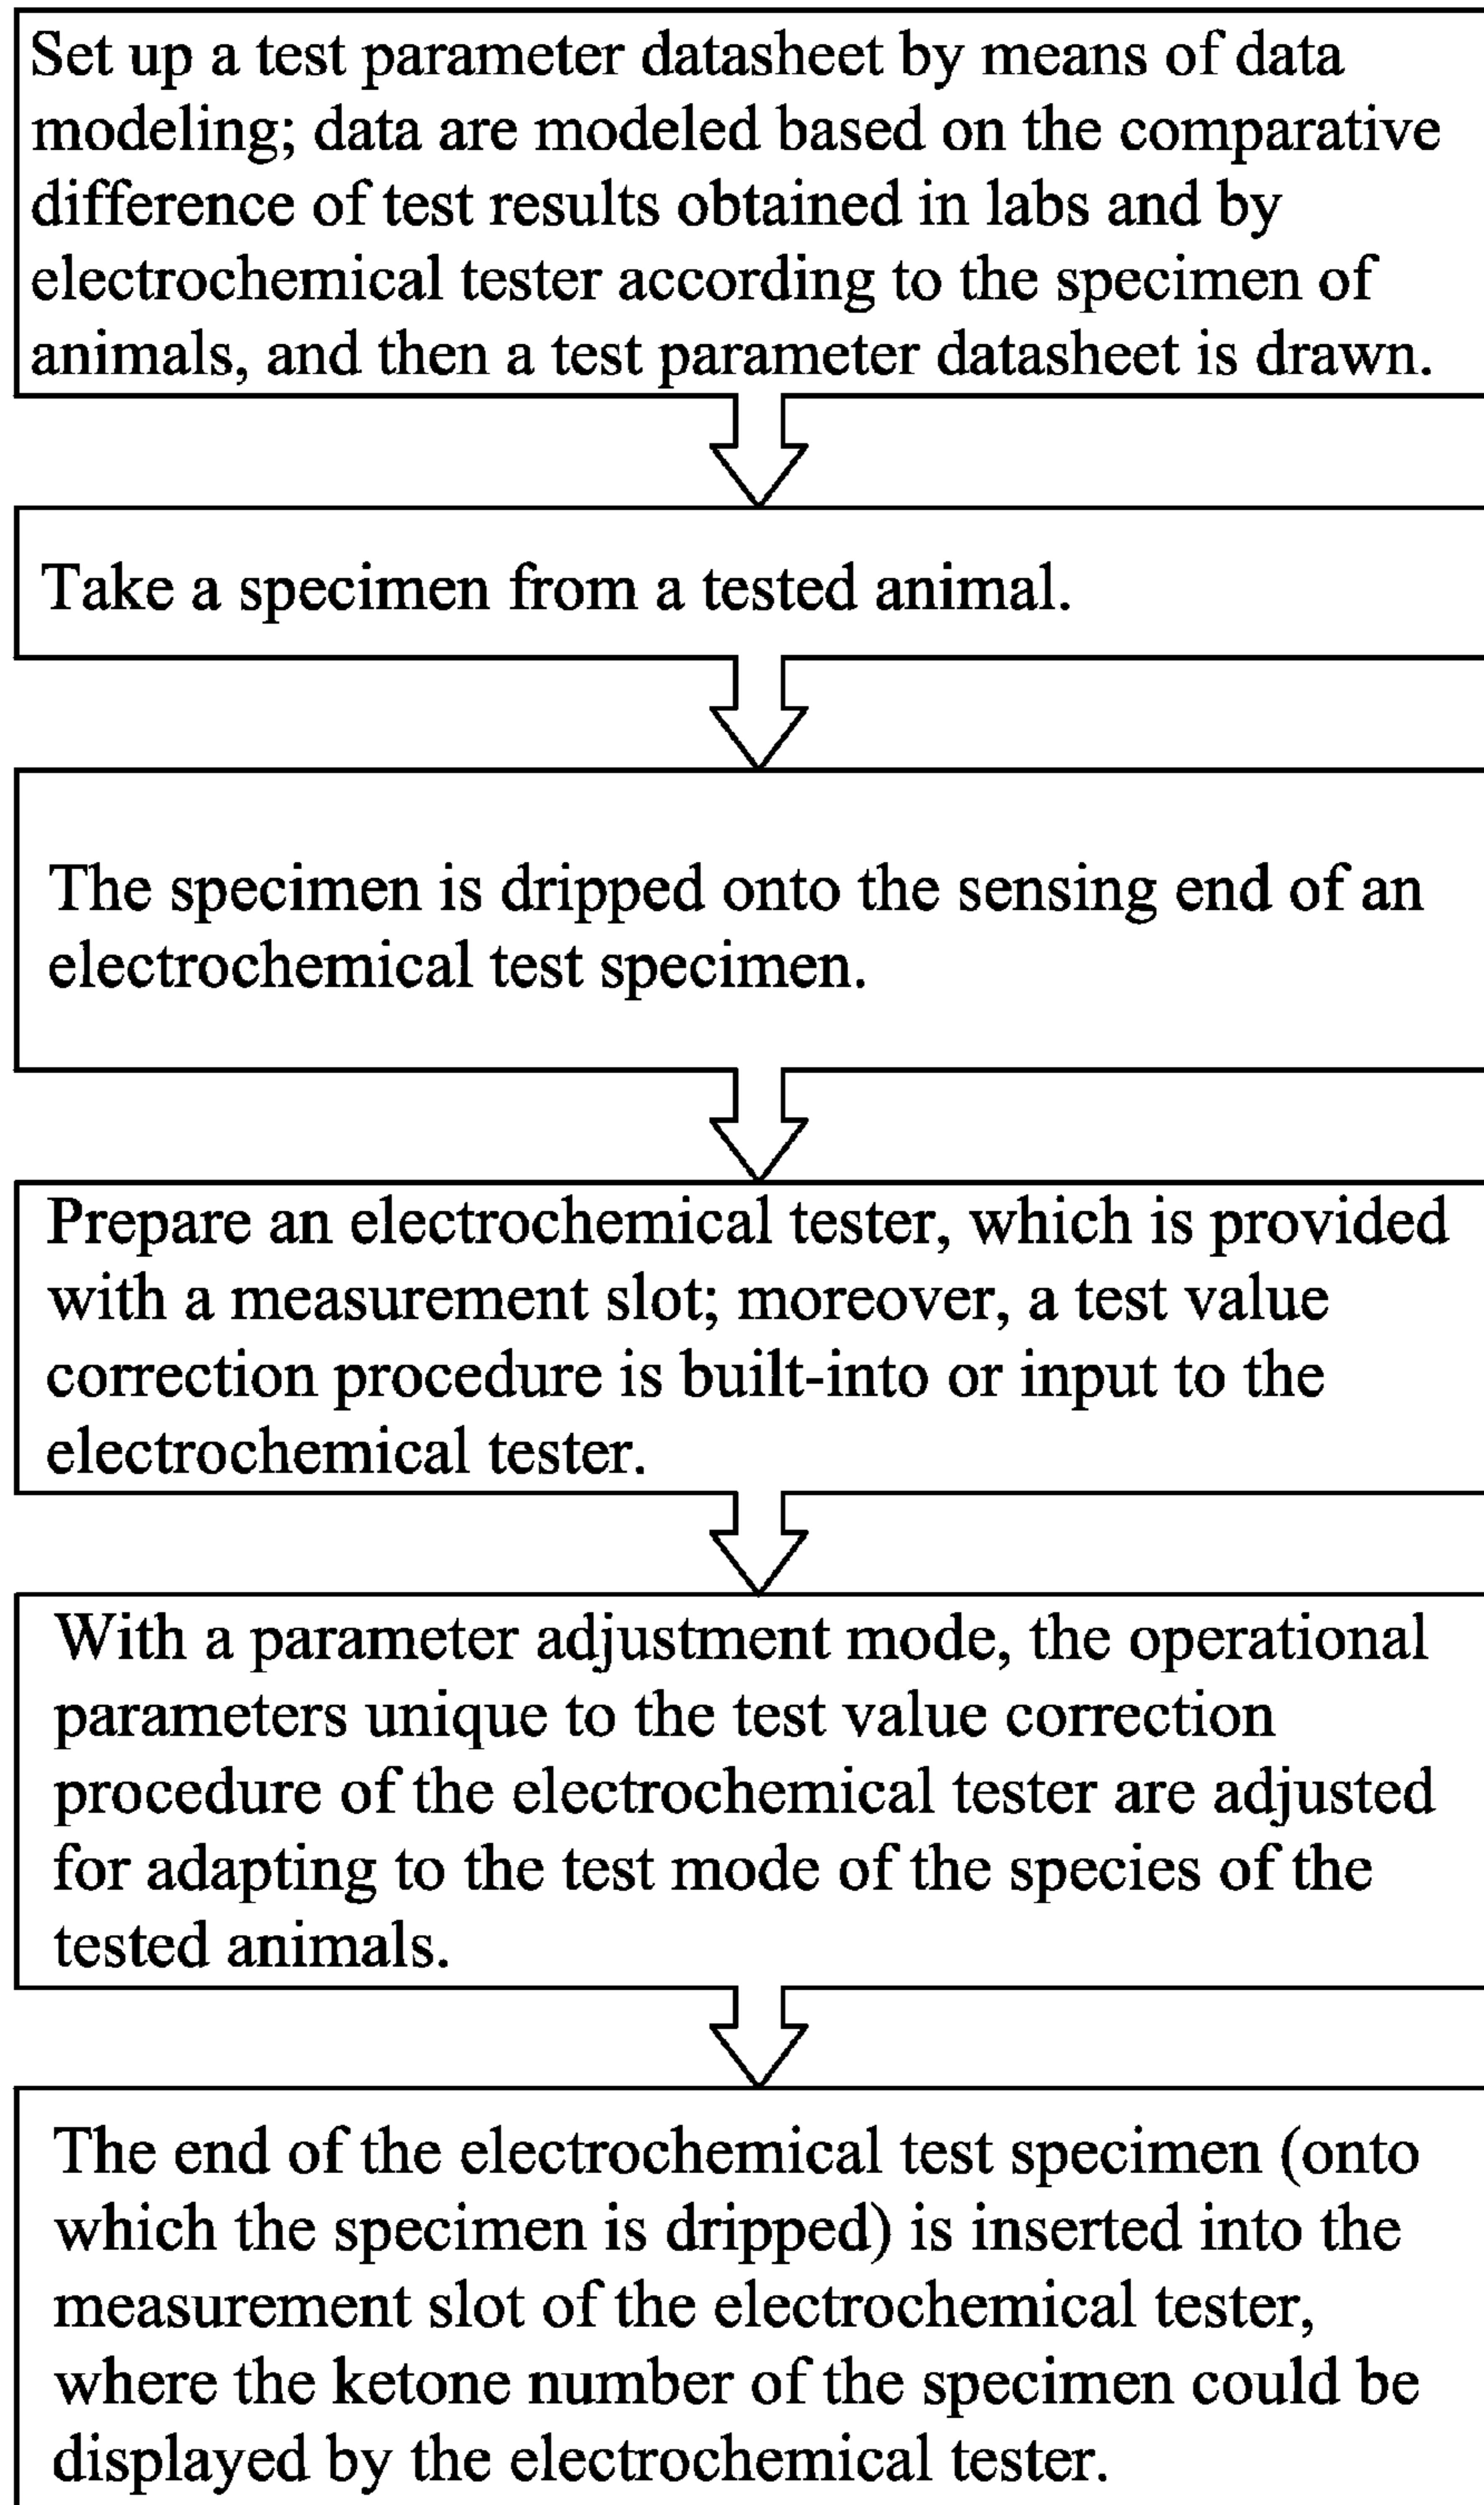 Set up a test parameter datasheet by means of data
modeling; data are modeled based on the comparative
difference of test results obtained in labs and by
electrochemical tester according to the specimen of
animals, and then a test parameter datasheet is drawn.
Take a specimen from a tested animal.
The specimen is dripped onto the sensing end of an
electrochemical test specimen.
Prepare an electrochemical tester, which is provided
with a measurement slot; moreover, a test value
correction procedure is built-into or input to the
electrochemical tester.
With a parameter adjustment mode, the operational
parameters unique to the test value correction
procedure of the electrochemical tester are adjusted
for adapting to the test mode of the species of the
tested animals.
The end of the electrochemical test specimen (onto
which the specimen is dripped) is inserted into the
measurement slot of the electrochemical tester,
where the ketone number of the specimen could be
displayed by the electrochemical tester.